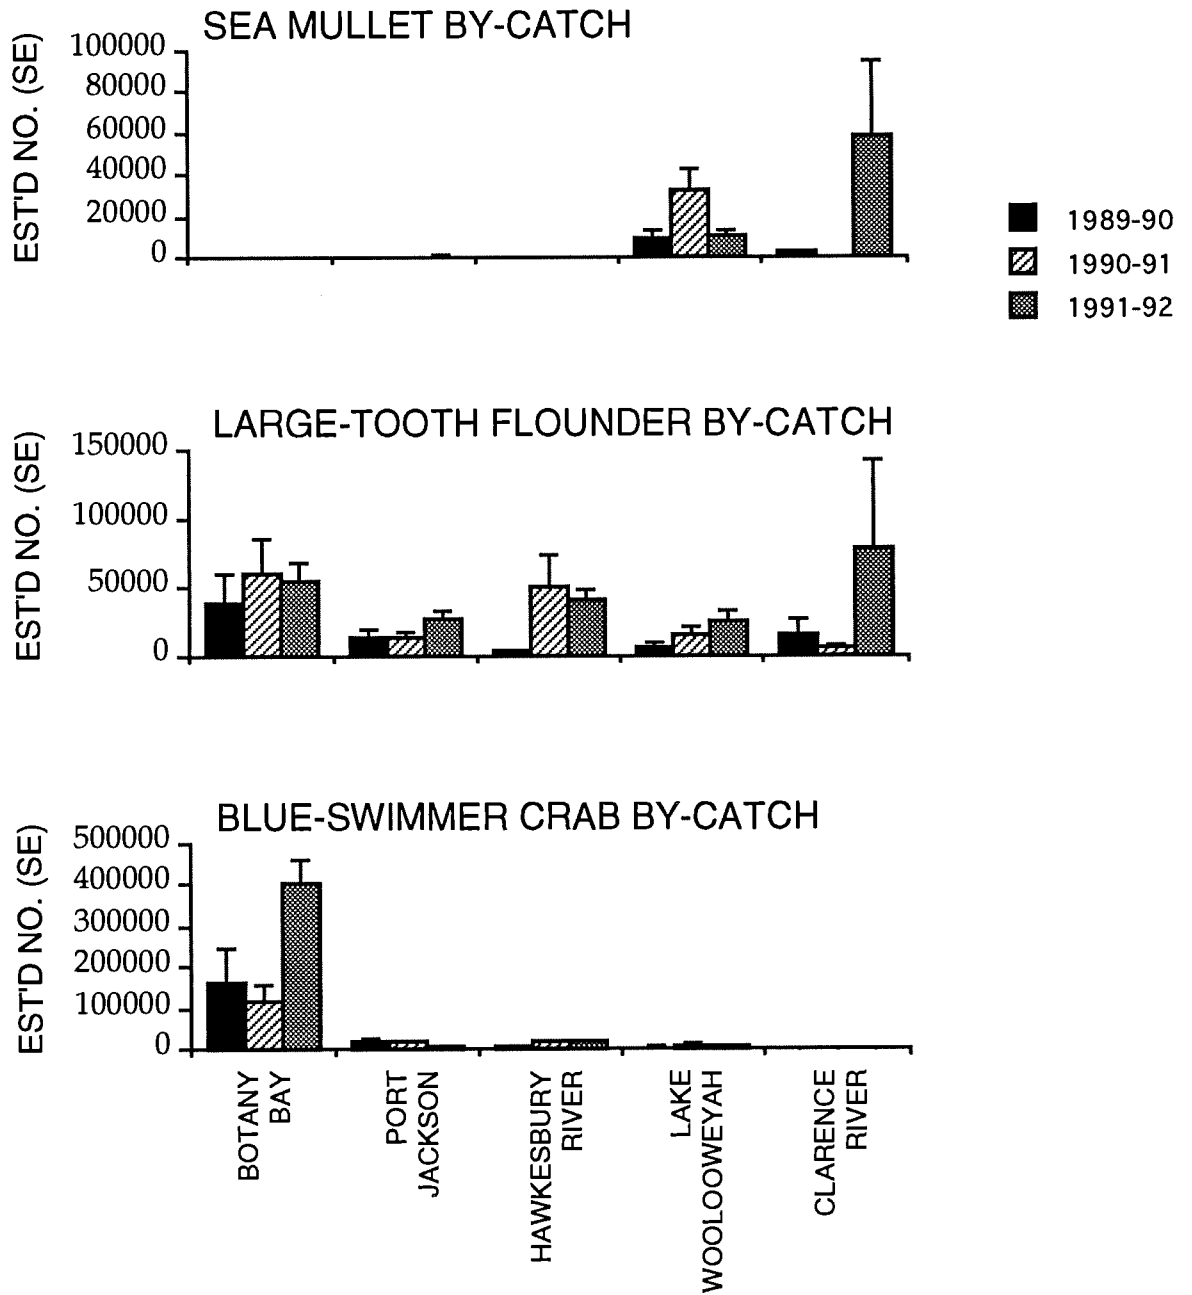 SEA MULLET BY-CATCH
EST'D NO. (SE)
100000
80000
60000
40000
20000
0
1989-90
1990-91
1991-92
LARGE-TOOTH FLOUNDER BY-CATCH
EST'D NO. (SE)
150000
100000
50000
0
BLUE-SWIMMER CRAB BY-CATCH
EST'D NO. (SE)
500000
400000
300000
200000
100000
0
BOTANY
BAY
PORT
JACKSON
HAWKESBURY
RIVER
LAKE
WOOLOOWEYAH
CLARENCE
RIVER